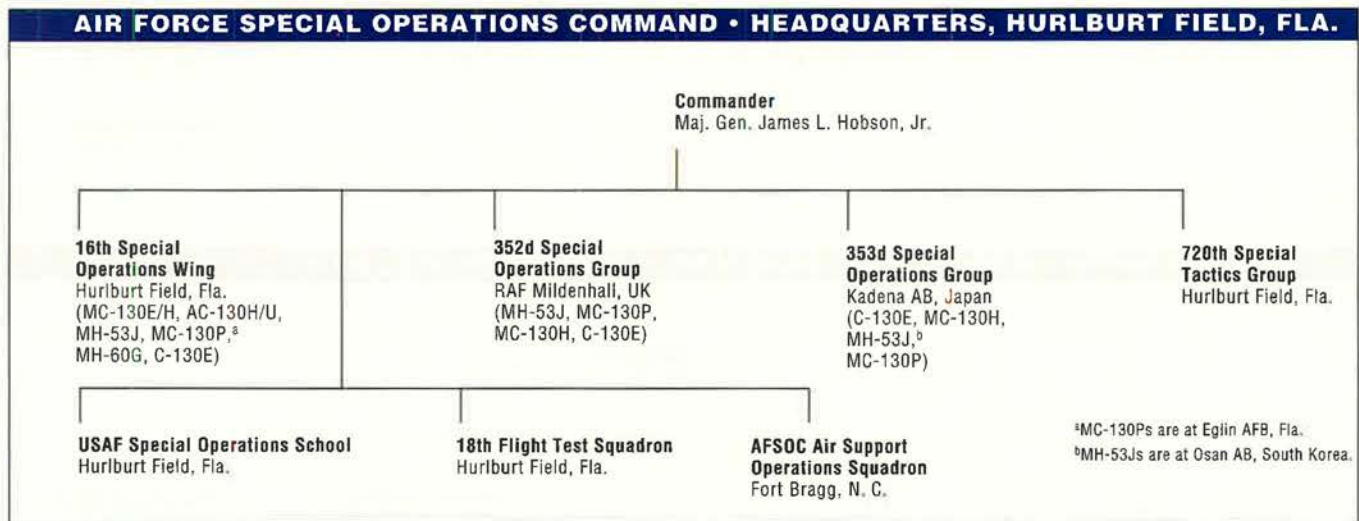 AIR FORCE SPECIAL OPERATIONS COMMAND • HEADQUARTERS, HURLBURT FIELD, FLA.
Commander
Maj. Gen. James L. Hobson, Jr.
16th Special
Operations Wing
Hurlburt Field, Fla.
(MC-130E/H, AC-130H/U,
MH-53J, MC-130P,ª
MH-60G, C-130E)
352d Special
Operations Group
RAF Mildenhall, UK
(MH-53J, MC-130P,
MC-130H, C-130E)
353d Special
Operations Group
Kadena AB, Japan
(C-130E, MC-130H,
MH-53J,ᵇ
MC-130P)
720th Special
Tactics Group
Hurlburt Field, Fla.
USAF Special Operations School
Hurlburt Field, Fla.
18th Flight Test Squadron
Hurlburt Field, Fla.
AFSOC Air Support
Operations Squadron
Fort Bragg, N. C.
ªMC-130Ps are at Eglin AFB, Fla.
ᵇMH-53Js are at Osan AB, South Korea.